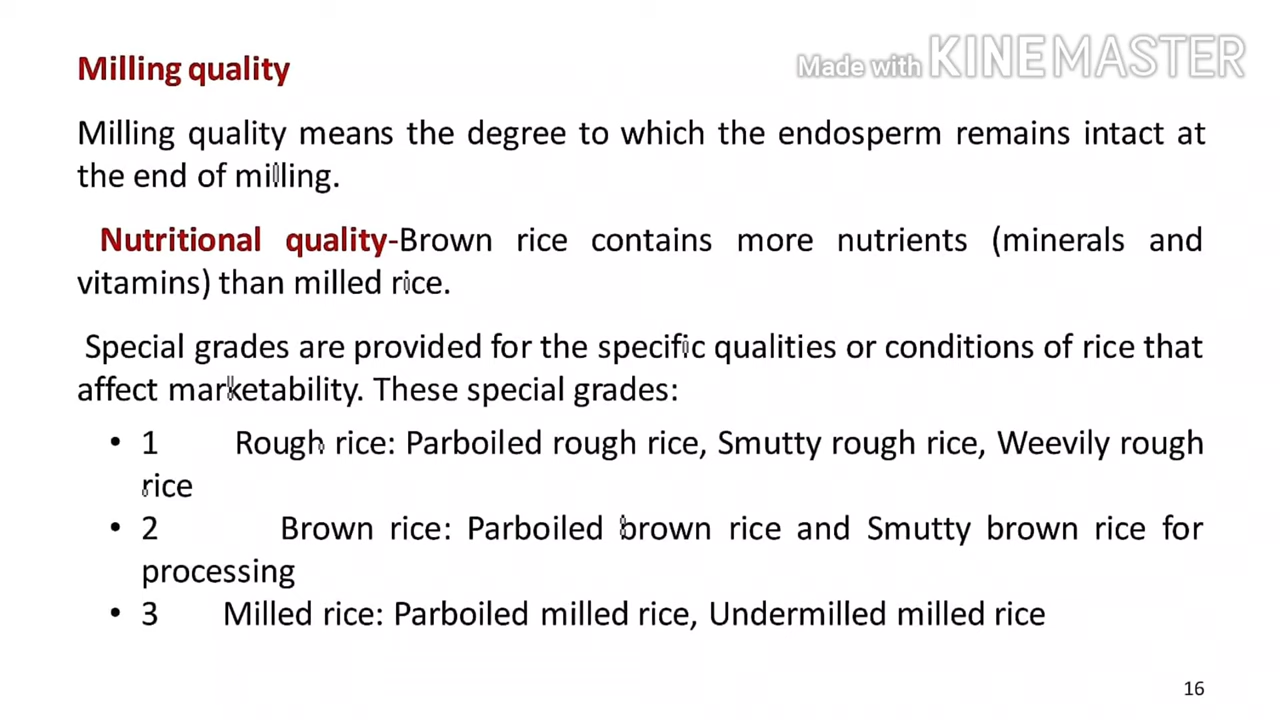 Milling quality
Made with KINEMASTER
Milling quality means the degree to which the endosperm remains intact at
the end of milling.
Nutritional quality-Brown rice contains more nutrients (minerals and
vitamins) than milled rice.
Special grades are provided for the specific qualities or conditions of rice that
affect marketability. These special grades:
• 1 Rough rice: Parboiled rough rice, Smutty rough rice, Weevily rough
rice
• 2 Brown rice: Parboiled brown rice and Smutty brown rice for
processing
• 3 Milled rice: Parboiled milled rice, Undermilled milled rice
16